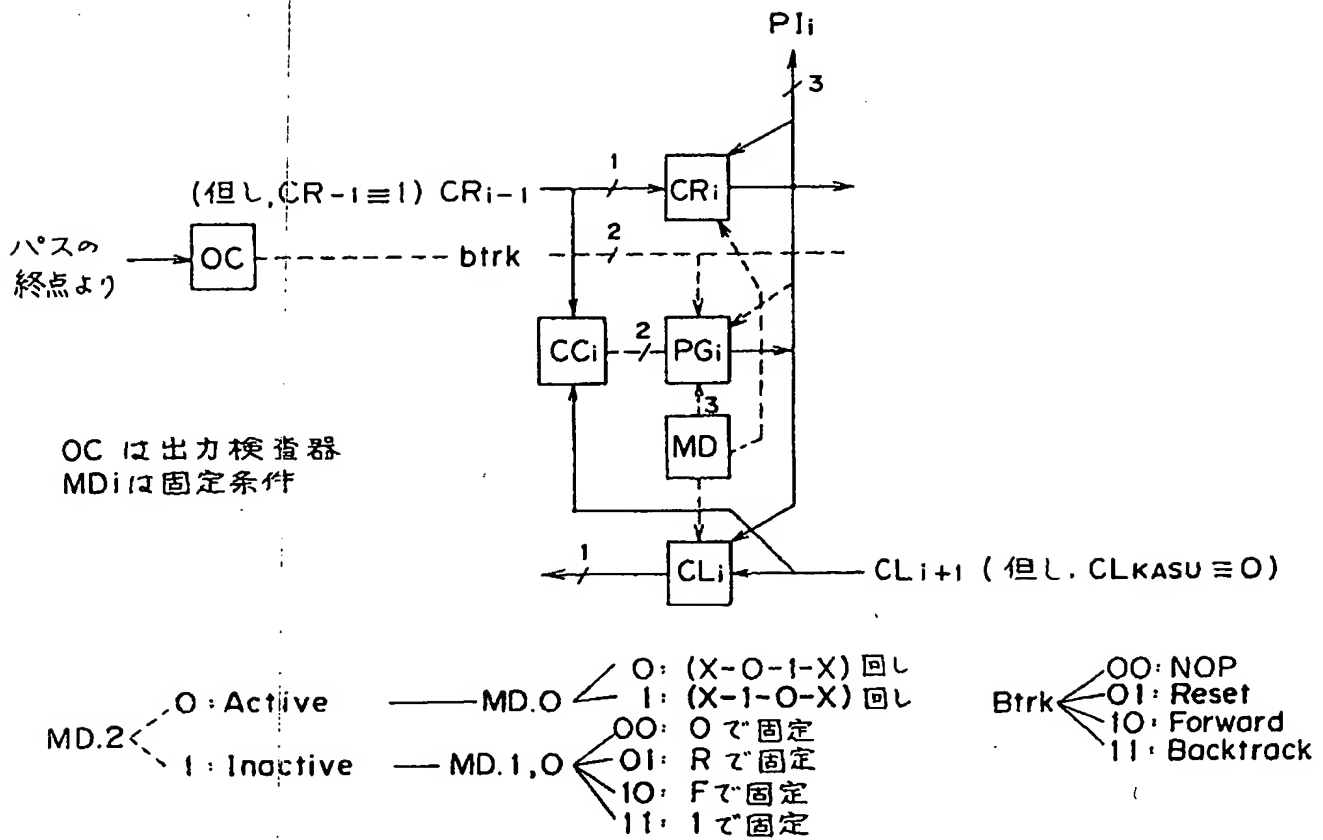 PIi
3
1
(但し,CR-1≡1) CRi-1
CRi
パスの
終点より
OC
btrk
2
CCi
2
PGi
3
MD
OC は出力検査器
MDiは固定条件
1
CLi
CLi+1 (但し. CLKASU≡0)
MD.2
0:Active
MD.0
0: (X-0-1-X) 回し
1: (X-1-0-X) 回し
1: Inactive
MD.1,0
00: 0で固定
01: Rで固定
10: Fで固定
11: 1で固定
Btrk
00: NOP
01: Reset
10: Forward
11: Backtrack